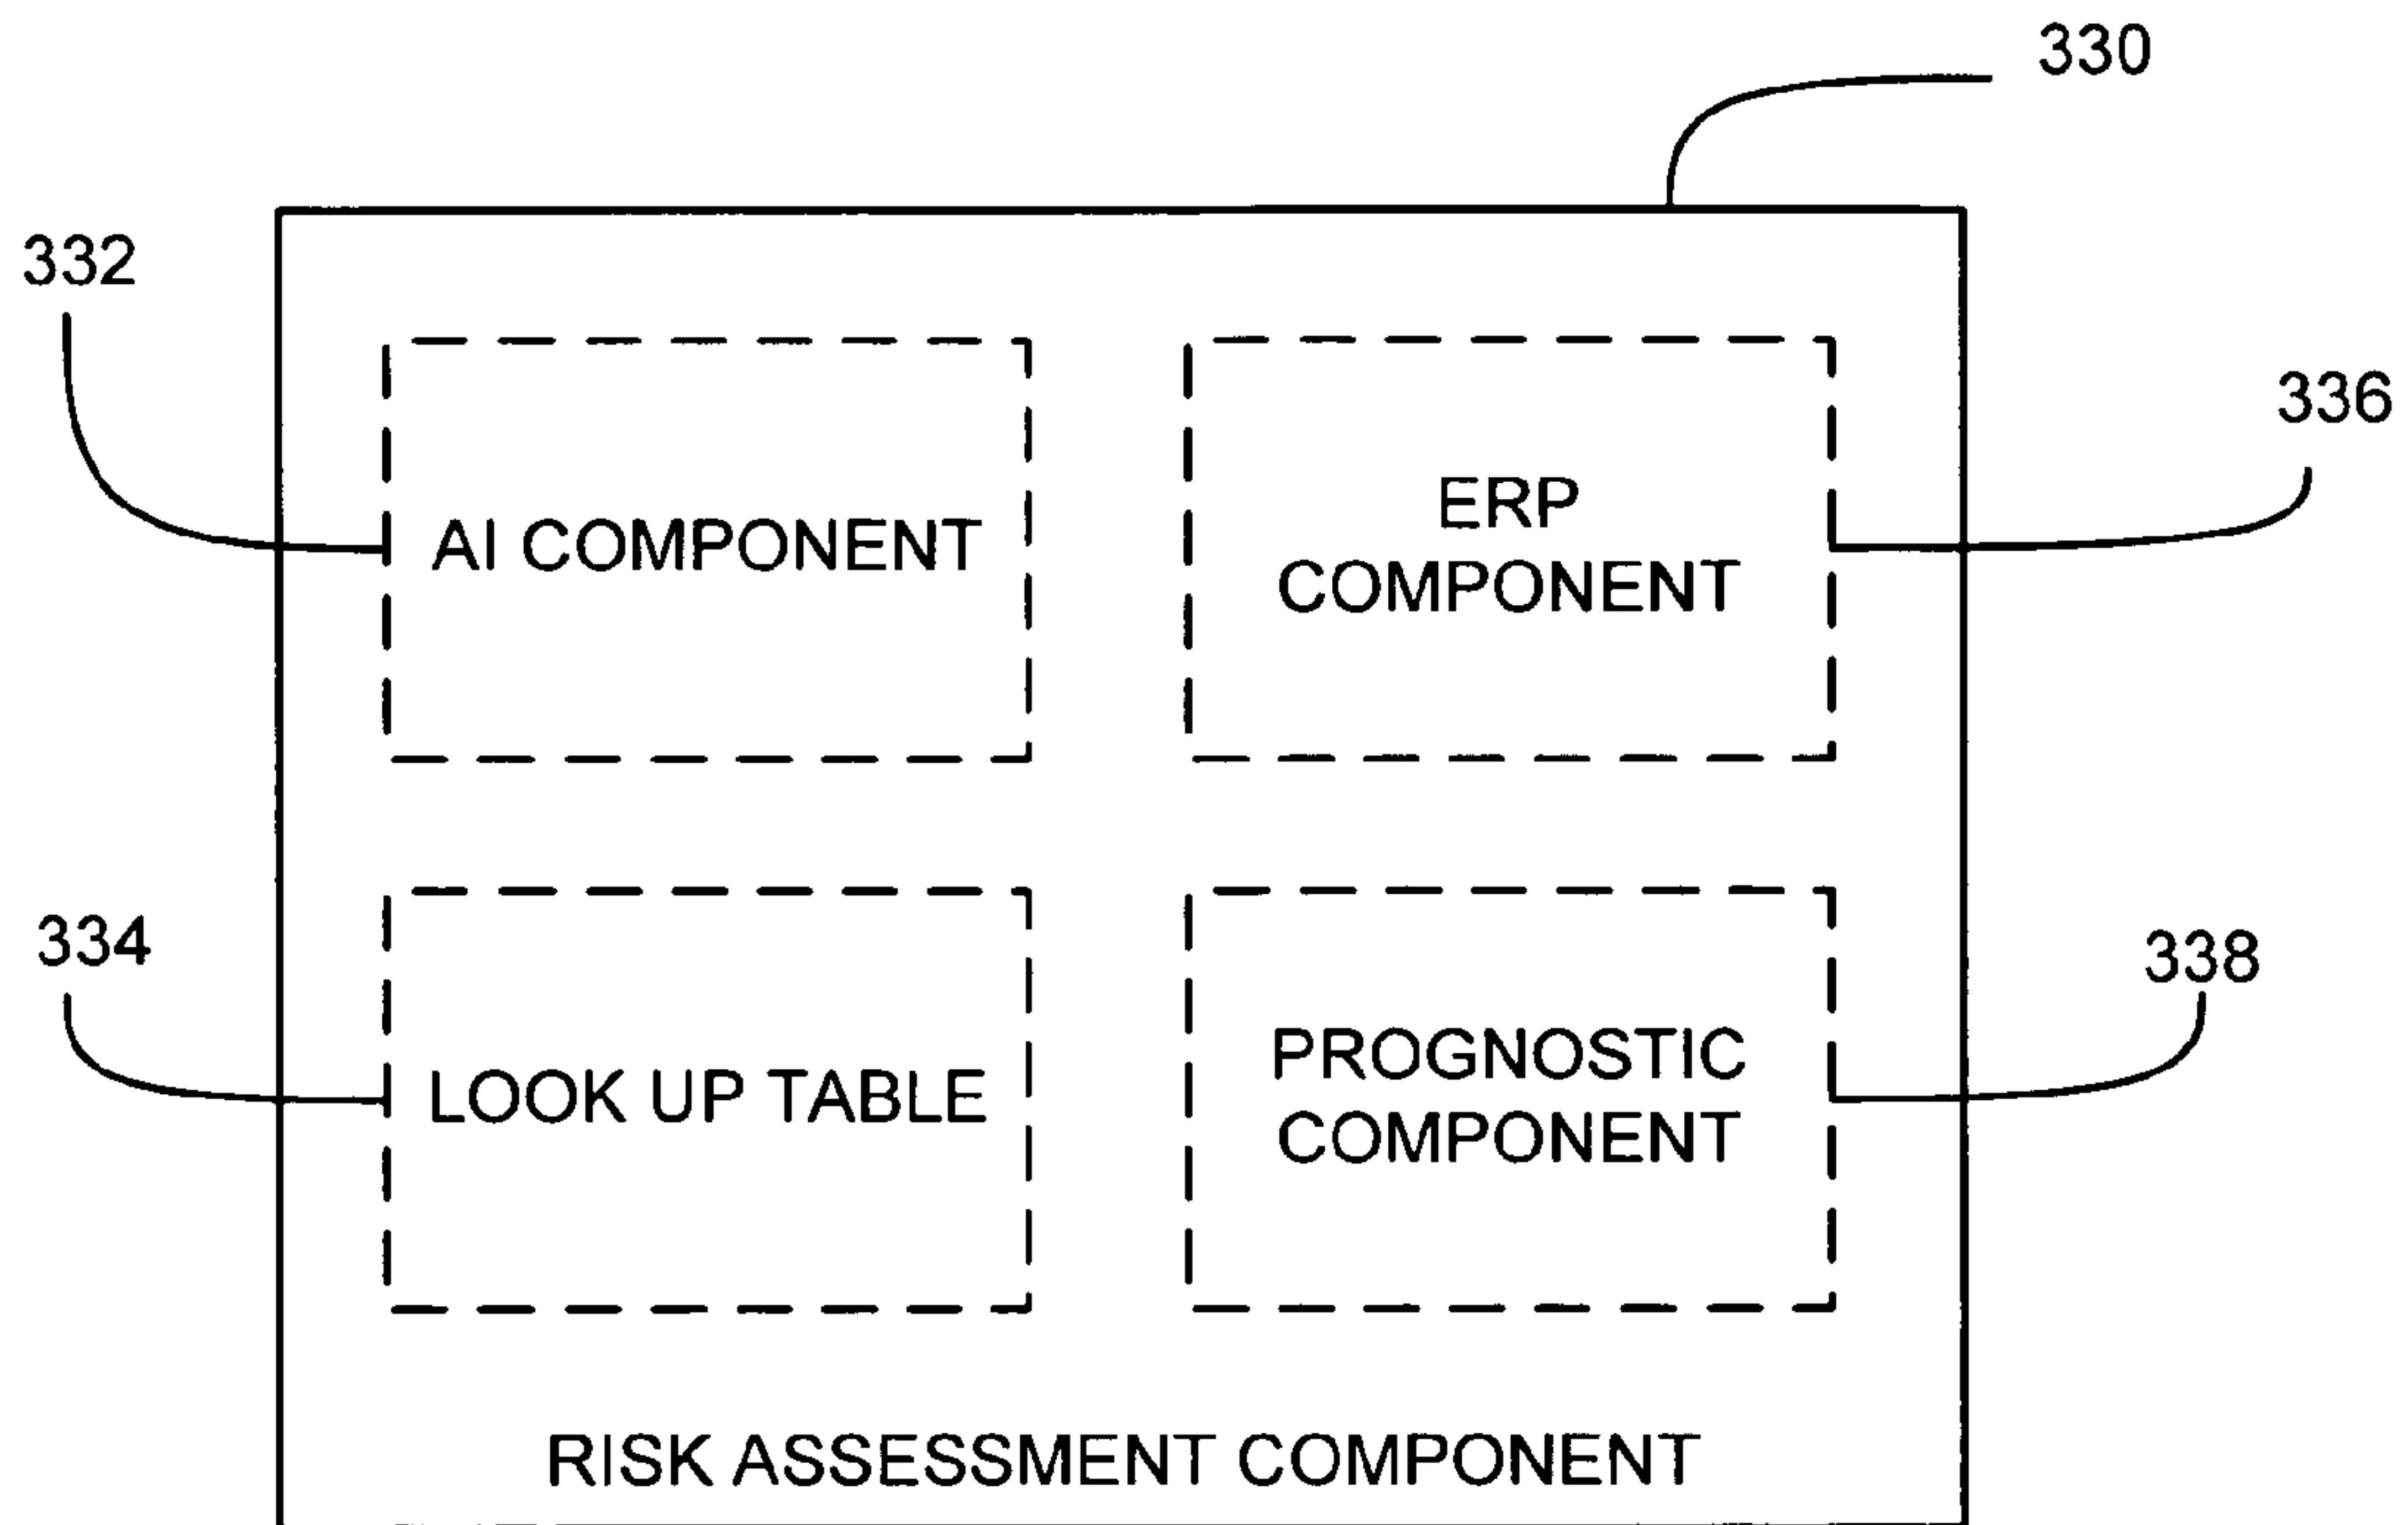 330
332
336
AI COMPONENT
ERP
COMPONENT
334
338
LOOK UP TABLE
PROGNOSTIC
COMPONENT
RISK ASSESSMENT COMPONENT